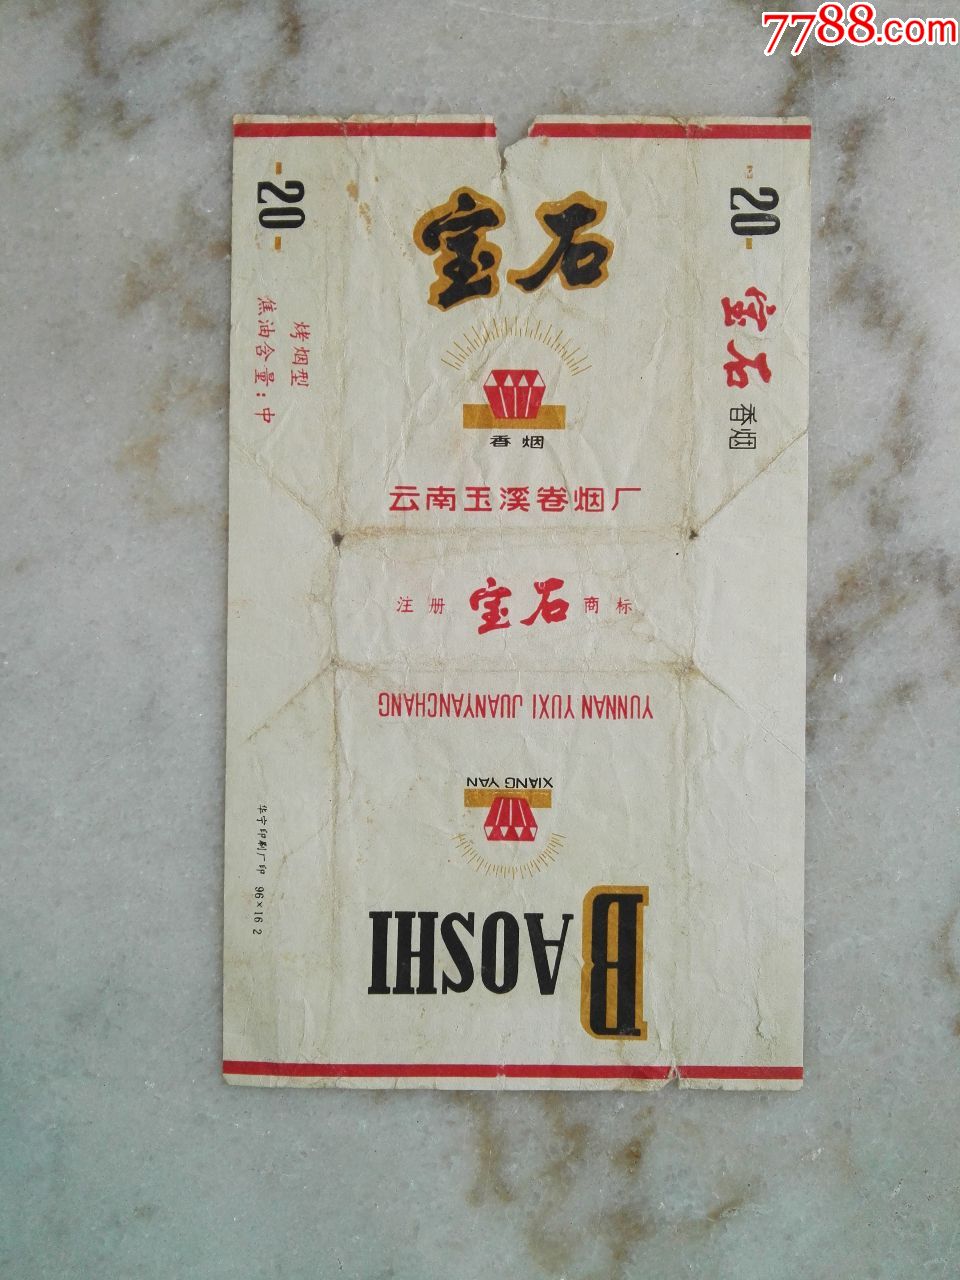 7788.com
20
20
宝石
宝石 香烟
烤烟型
焦油含量：中
香烟
云南玉溪卷烟厂
注册 宝石 商标
YUNNAN YUXI JUANYANCHANG
XIANG YAN
BAOSHI
华宁印刷厂印 96×16 2